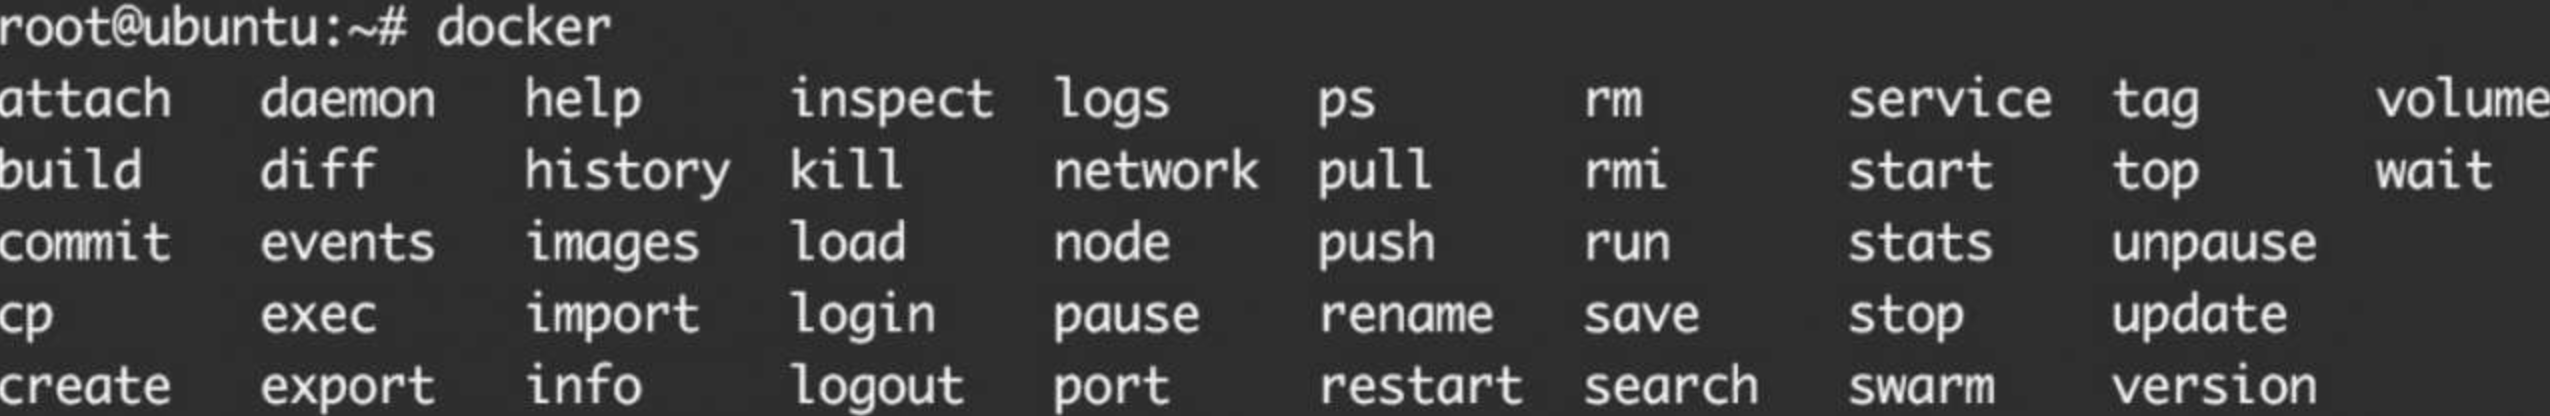 root@ubuntu:~# docker
attach daemon help inspect logs ps rm service tag volume
build diff history kill network pull rmi start top wait
commit events images load node push run stats unpause
cp exec import login pause rename save stop update
create export info logout port restart search swarm version